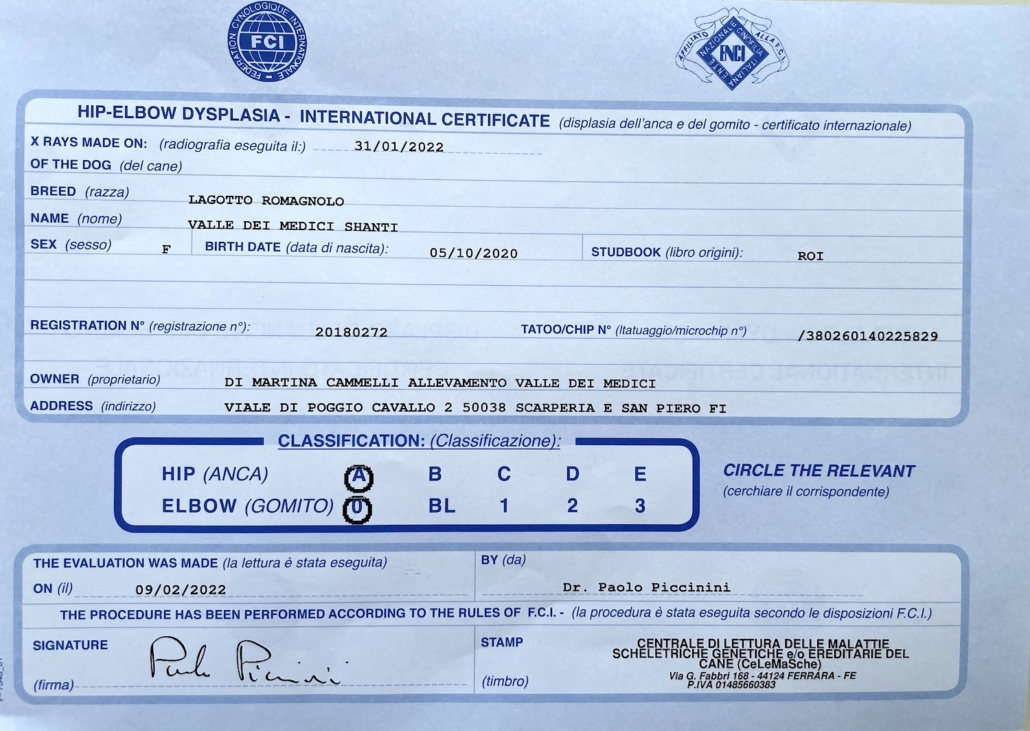 FEDERATION CYNOLOGIQUE INTERNATIONALE
FCI
AFFILIATO ALLA F.C.I.
ENTE NAZIONALE CINOFILIA ITALIANA
ENCI
HIP-ELBOW DYSPLASIA - INTERNATIONAL CERTIFICATE (displasia dell'anca e del gomito - certificato internazionale)
X RAYS MADE ON: (radiografia eseguita il:) 31/01/2022
OF THE DOG (del cane)
BREED (razza) LAGOTTO ROMAGNOLO
NAME (nome) VALLE DEI MEDICI SHANTI
SEX (sesso) F BIRTH DATE (data di nascita): 05/10/2020 STUDBOOK (libro origini): ROI
REGISTRATION N° (registrazione n°): 20180272 TATOO/CHIP N° (ltatuaggio/microchip n°) /380260140225829
OWNER (proprietario) DI MARTINA CAMMELLI ALLEVAMENTO VALLE DEI MEDICI
ADDRESS (indirizzo) VIALE DI POGGIO CAVALLO 2 50038 SCARPERIA E SAN PIERO FI
CLASSIFICATION: (Classificazione):
HIP (ANCA) A B C D E
ELBOW (GOMITO) 0 BL 1 2 3
CIRCLE THE RELEVANT
(cerchiare il corrispondente)
THE EVALUATION WAS MADE (la lettura è stata eseguita)
ON (il) 09/02/2022
BY (da)
Dr. Paolo Piccinini
THE PROCEDURE HAS BEEN PERFORMED ACCORDING TO THE RULES OF F.C.I. - (la procedura è stata eseguita secondo le disposizioni F.C.I.)
SIGNATURE
(firma)
STAMP
(timbro)
CENTRALE DI LETTURA DELLE MALATTIE
SCHELETRICHE GENETICHE e/o EREDITARIE DEL
CANE (CeLeMaSche)
Via G. Fabbri 168 - 44124 FERRARA - FE
P.IVA 01485660383